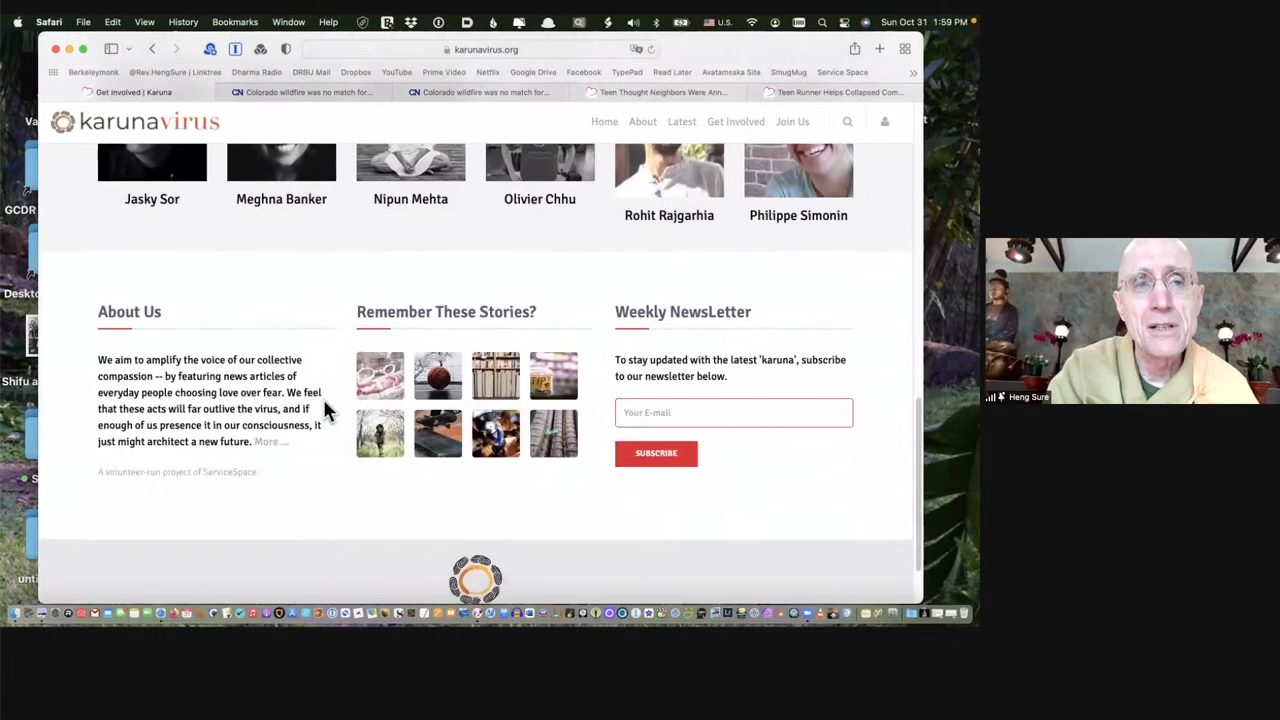 Safari File Edit View History Bookmarks Window Help U.S. Sun Oct 31 1:59 PM
karunavirus.org
Berkeleymonk @Rev.HengSure | Linktree Dharma Radio DRBU Mail Dropbox YouTube Prime Video Netflix Google Drive Facebook TypePad Read Later Avatamsaka Site SmugMug Service Space
Get Involved | Karuna CN Colorado wildfire was no match for... CN Colorado wildfire was no match for... Teen Thought Neighbors Were Ann... Teen Runner Helps Collapsed Com...
karunavirus Home About Latest Get Involved Join Us
Jasky Sor Meghna Banker Nipun Mehta Olivier Chhu
Rohit Rajgarhia Philippe Simonin
GCDR
Desktop
Shifu a
About Us
We aim to amplify the voice of our collective
compassion -- by featuring news articles of
everyday people choosing love over fear. We feel
that these acts will far outlive the virus, and if
enough of us presence it in our consciousness, it
just might architect a new future. More ...
A volunteer-run project of ServiceSpace
Remember These Stories?
TIPS
Weekly NewsLetter
To stay updated with the latest 'karuna', subscribe
to our newsletter below.
Your E-mail
SUBSCRIBE
unti
Heng Sure